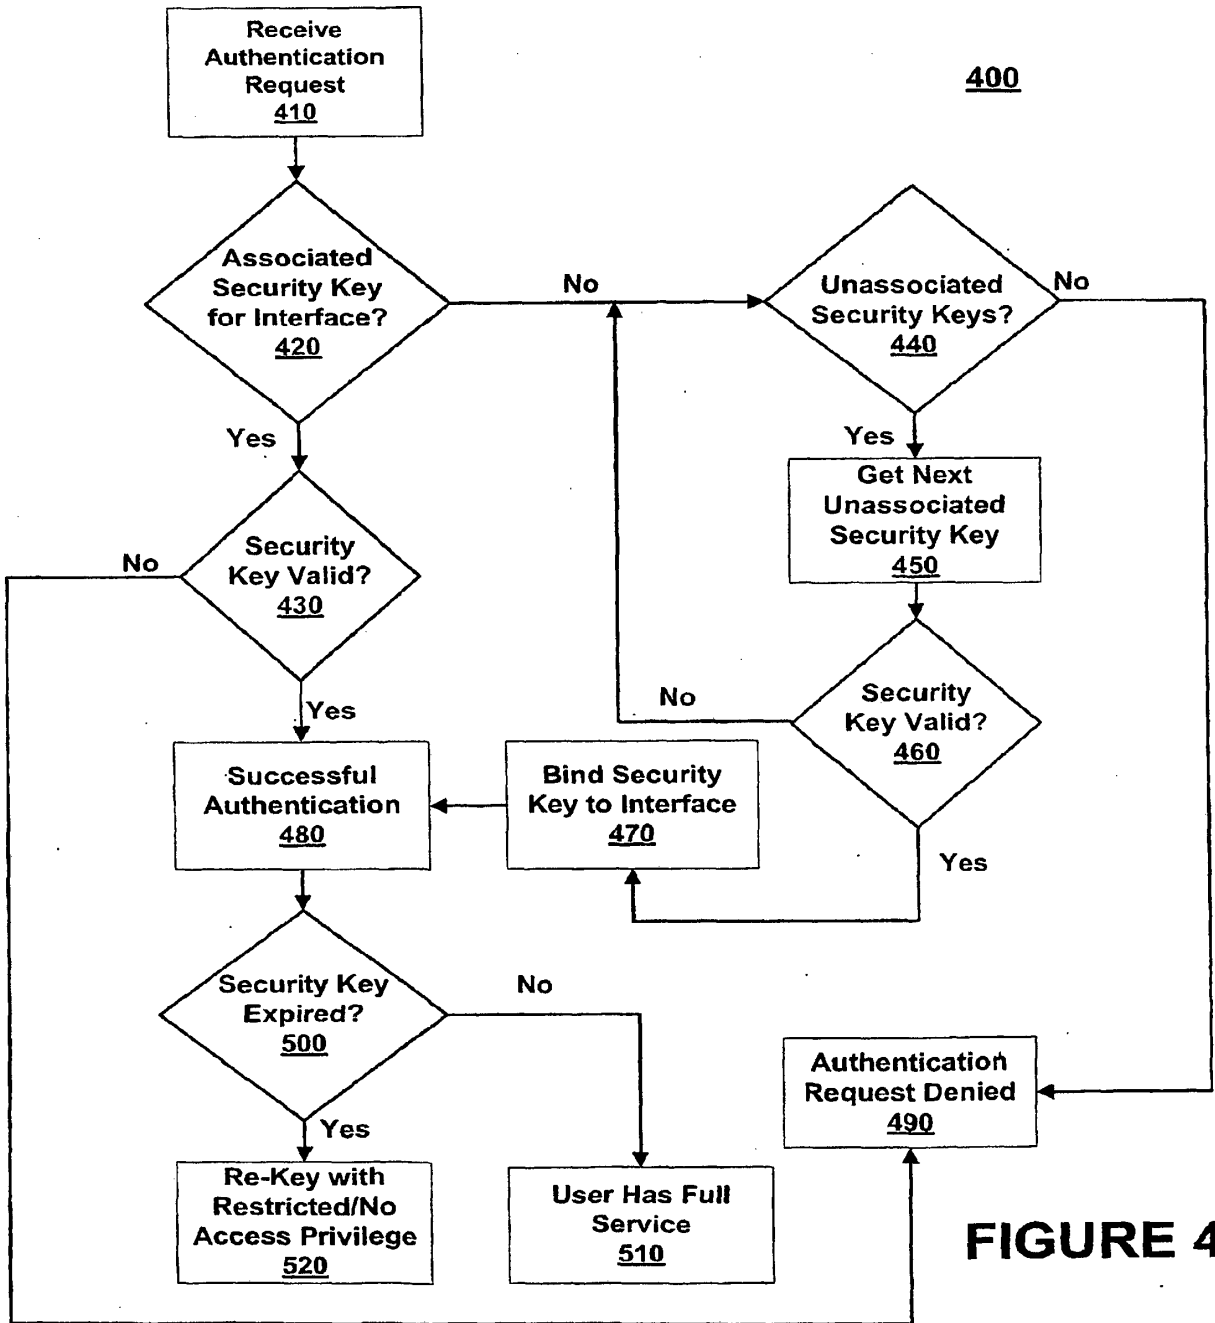 Receive
Authentication
Request
410
400
Associated
Security Key
for Interface?
420
No
Unassociated
Security Keys?
440
No
Yes
Yes
Get Next
Unassociated
Security Key
450
No
Security
Key Valid?
430
No
Security
Key Valid?
460
Yes
Successful
Authentication
480
Bind Security
Key to Interface
470
Yes
Security Key
Expired?
500
No
Authentication
Request Denied
490
Yes
Re-Key with
Restricted/No
Access Privilege
520
User Has Full
Service
510
FIGURE 4